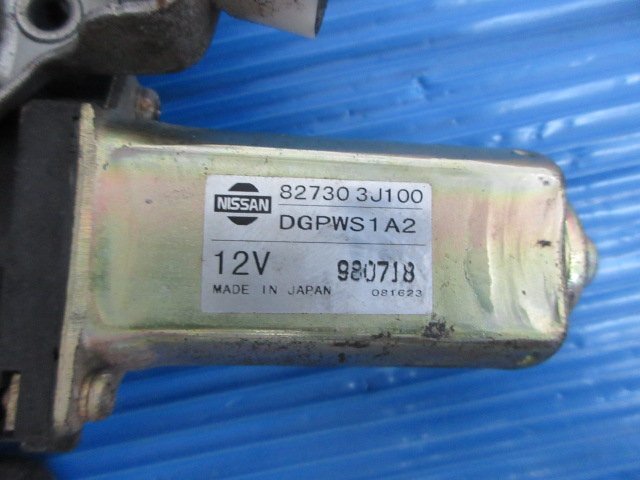 NISSAN 82730 3J100
DGPWS1A2
12V 980718
MADE IN JAPAN 081623